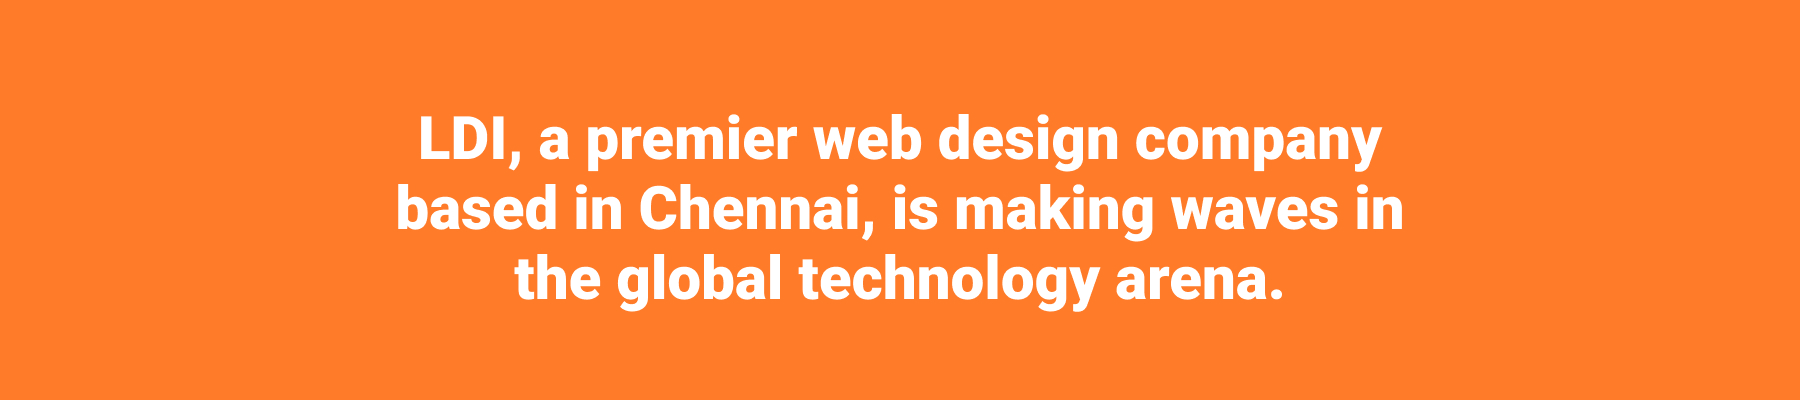 LDI, a premier web design company
based in Chennai, is making waves in
the global technology arena.